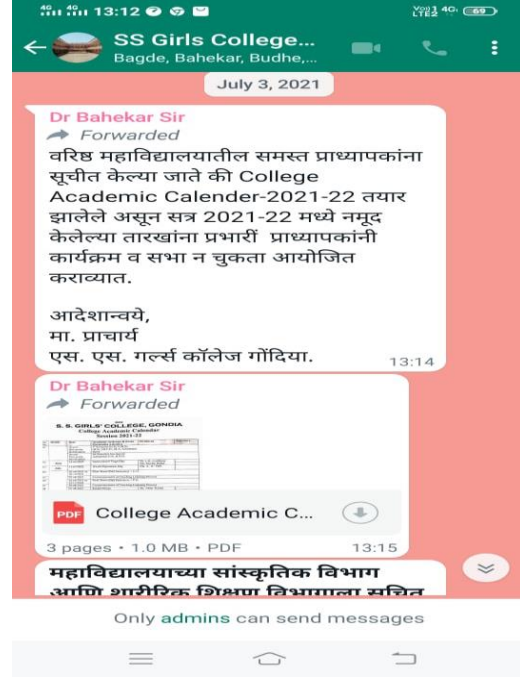 13:12
4G 69
SS Girls College...
Bagde, Bahekar, Budhe,...
July 3, 2021
Dr Bahekar Sir
Forwarded
वरिष्ठ महाविद्यालयातील समस्त प्राध्यापकांना
सूचीत केल्या जाते की College
Academic Calender-2021-22 तयार
झालेले असून सत्र 2021-22 मध्ये नमूद
केलेल्या तारखांना प्रभारीं प्राध्यापकांनी
कार्यक्रम व सभा न चुकता आयोजित
कराव्यात.
आदेशान्वये,
मा. प्राचार्य
एस. एस. गर्ल्स कॉलेज गोंदिया.
13:14
Dr Bahekar Sir
Forwarded
S. S. GIRLS' COLLEGE, GONDIA
College Academic Calendar
Session 2021-22
PDF College Academic C...
3 pages • 1.0 MB • PDF 13:15
महाविद्यालयाच्या सांस्कृतिक विभाग
आणि शारीरिक शिक्षण विभागाला सूचित
Only admins can send messages